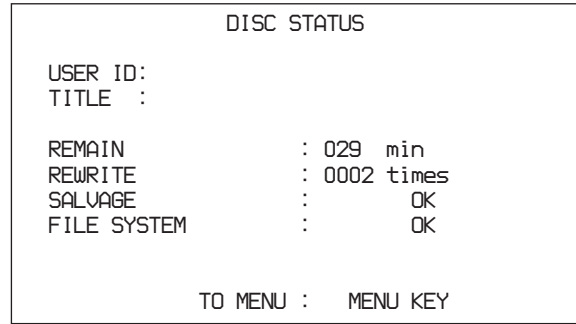 DISC STATUS
USER ID:
TITLE :
REMAIN : 029 min
REWRITE : 0002 times
SALVAGE : OK
FILE SYSTEM : OK
TO MENU : MENU KEY